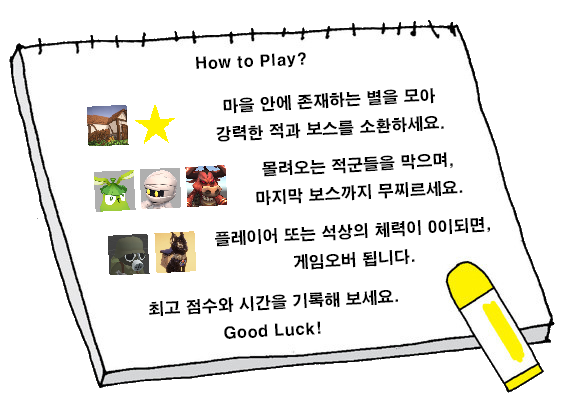 How to Play?
마을 안에 존재하는 별을 모아
강력한 적과 보스를 소환하세요.
몰려오는 적군들을 막으며,
마지막 보스까지 무찌르세요.
플레이어 또는 석상의 체력이 0이되면,
게임오버 됩니다.
최고 점수와 시간을 기록해 보세요.
Good Luck!